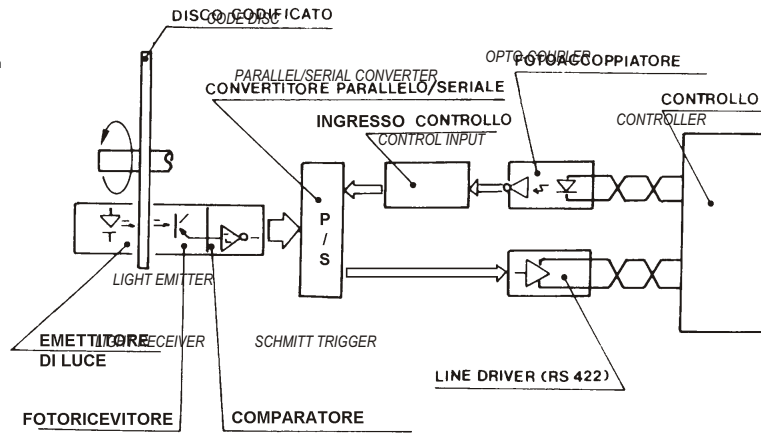 DISCO CODIFICATO
CODE DISC
OPTO COUPLER
FOTOACCOPPIATORE
PARALLEL/SERIAL CONVERTER
CONVERTITORE PARALLELO/SERIALE
CONTROLLO
CONTROLLER
INGRESSO CONTROLLO
CONTROL INPUT
P
/
S
LIGHT EMITTER
EMETTITORE
LIGHT RECEIVER
SCHMITT TRIGGER
DI LUCE
LINE DRIVER (RS 422)
FOTORICEVITORE
COMPARATORE